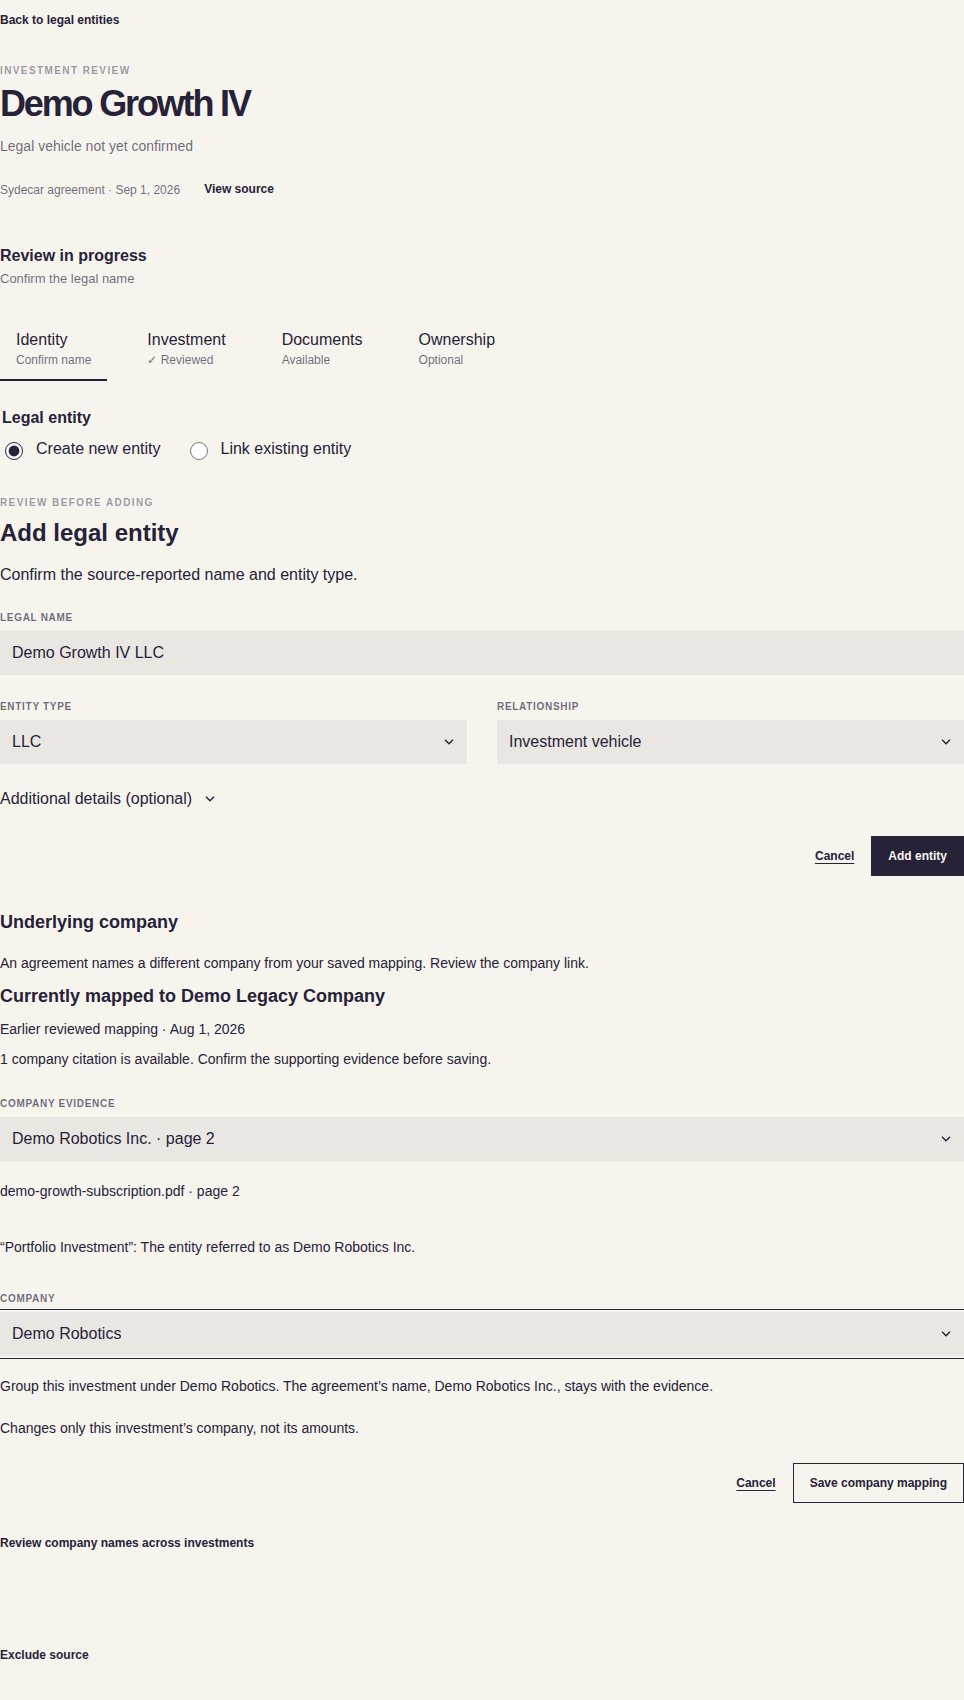 Back to legal entities
INVESTMENT REVIEW
Demo Growth IV
Legal vehicle not yet confirmed
Sydecar agreement · Sep 1, 2026 View source
Review in progress
Confirm the legal name
Identity Investment Documents Ownership
Confirm name ✓ Reviewed Available Optional
Legal entity
Create new entity Link existing entity
REVIEW BEFORE ADDING
Add legal entity
Confirm the source-reported name and entity type.
LEGAL NAME
Demo Growth IV LLC
ENTITY TYPE RELATIONSHIP
LLC Investment vehicle
Additional details (optional)
Cancel Add entity
Underlying company
An agreement names a different company from your saved mapping. Review the company link.
Currently mapped to Demo Legacy Company
Earlier reviewed mapping · Aug 1, 2026
1 company citation is available. Confirm the supporting evidence before saving.
COMPANY EVIDENCE
Demo Robotics Inc. · page 2
demo-growth-subscription.pdf · page 2
“Portfolio Investment”: The entity referred to as Demo Robotics Inc.
COMPANY
Demo Robotics
Group this investment under Demo Robotics. The agreement’s name, Demo Robotics Inc., stays with the evidence.
Changes only this investment’s company, not its amounts.
Cancel Save company mapping
Review company names across investments
Exclude source